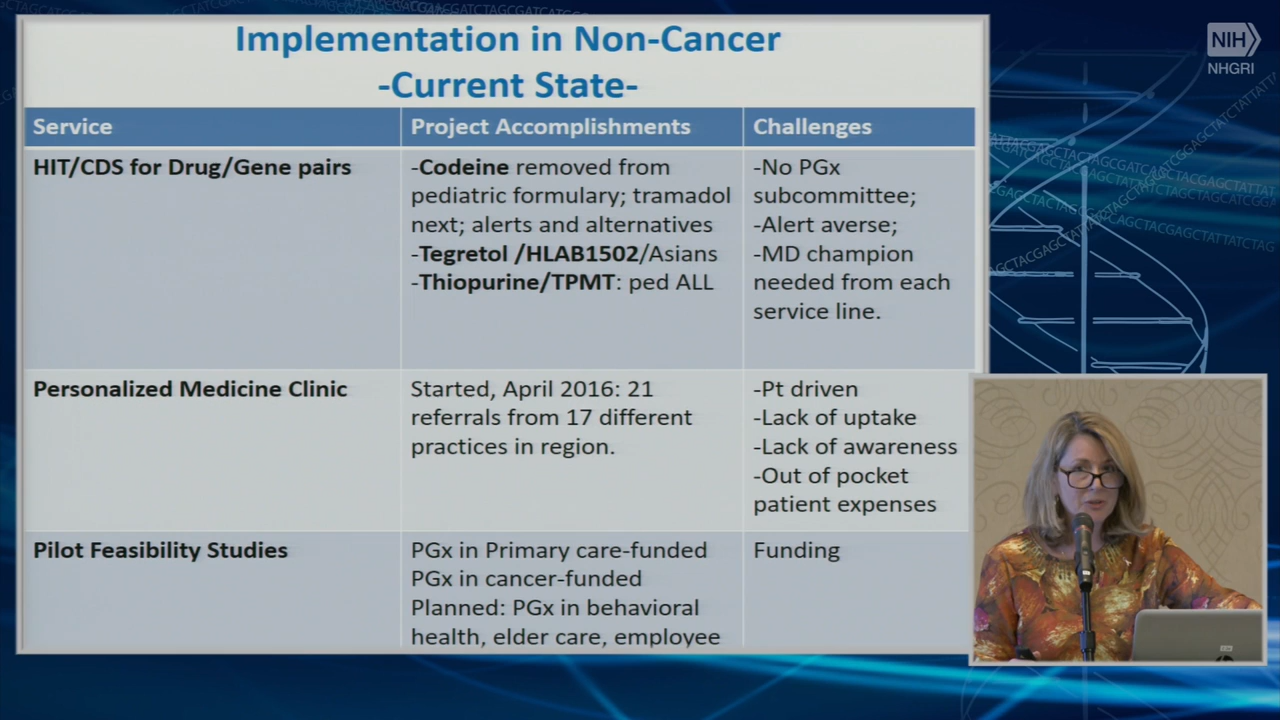 Implementation in Non-Cancer
-Current State-
Service
Project Accomplishments
Challenges
HIT/CDS for Drug/Gene pairs
-Codeine removed from
pediatric formulary; tramadol
next; alerts and alternatives
-Tegretol /HLAB1502/Asians
-Thiopurine/TPMT: ped ALL
-No PGx
subcommittee;
-Alert averse;
-MD champion
needed from each
service line.
Personalized Medicine Clinic
Started, April 2016: 21
referrals from 17 different
practices in region.
-Pt driven
-Lack of uptake
-Lack of awareness
-Out of pocket
patient expenses
Pilot Feasibility Studies
PGx in Primary care-funded
PGx in cancer-funded
Planned: PGx in behavioral
health, elder care, employee
Funding
NIH
NHGRI